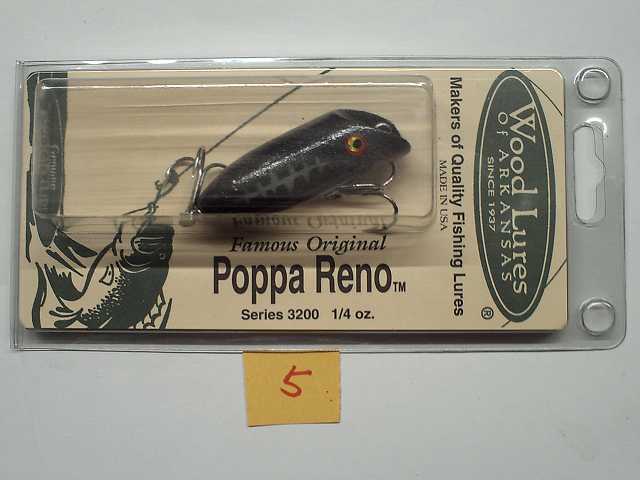 Famous Original
Poppa Reno™
Series 3200 1/4 oz.
Makers of Quality Fishing Lures
MADE IN USA
Wood Lures
Of ARKANSAS
SINCE 1937
®
5